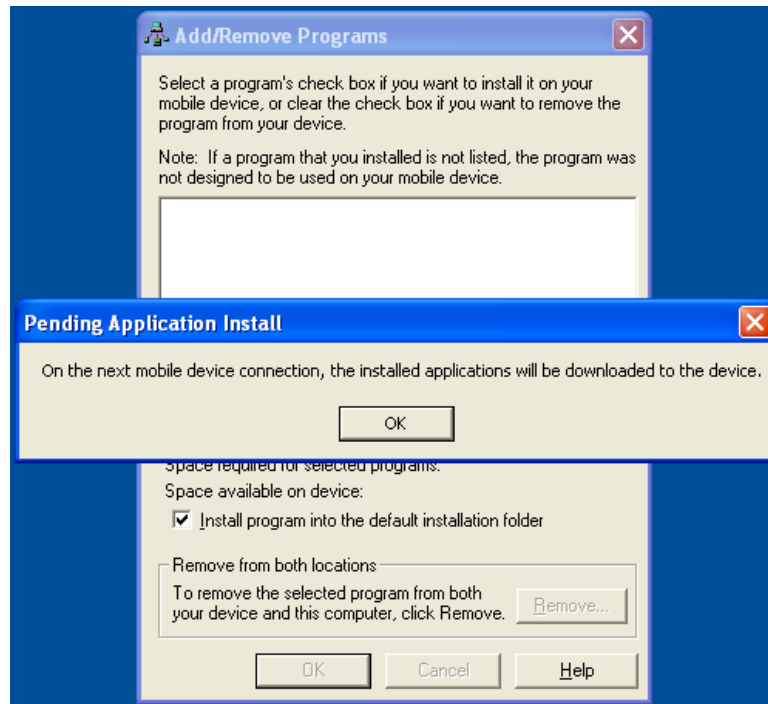 Add/Remove Programs
Select a program's check box if you want to install it on your
mobile device, or clear the check box if you want to remove the
program from your device.
Note: If a program that you installed is not listed, the program was
not designed to be used on your mobile device.
Pending Application Install
On the next mobile device connection, the installed applications will be downloaded to the device.
OK
Space required for selected programs:
Space available on device:
Install program into the default installation folder
Remove from both locations
To remove the selected program from both
your device and this computer, click Remove.
Remove...
OK
Cancel
Help